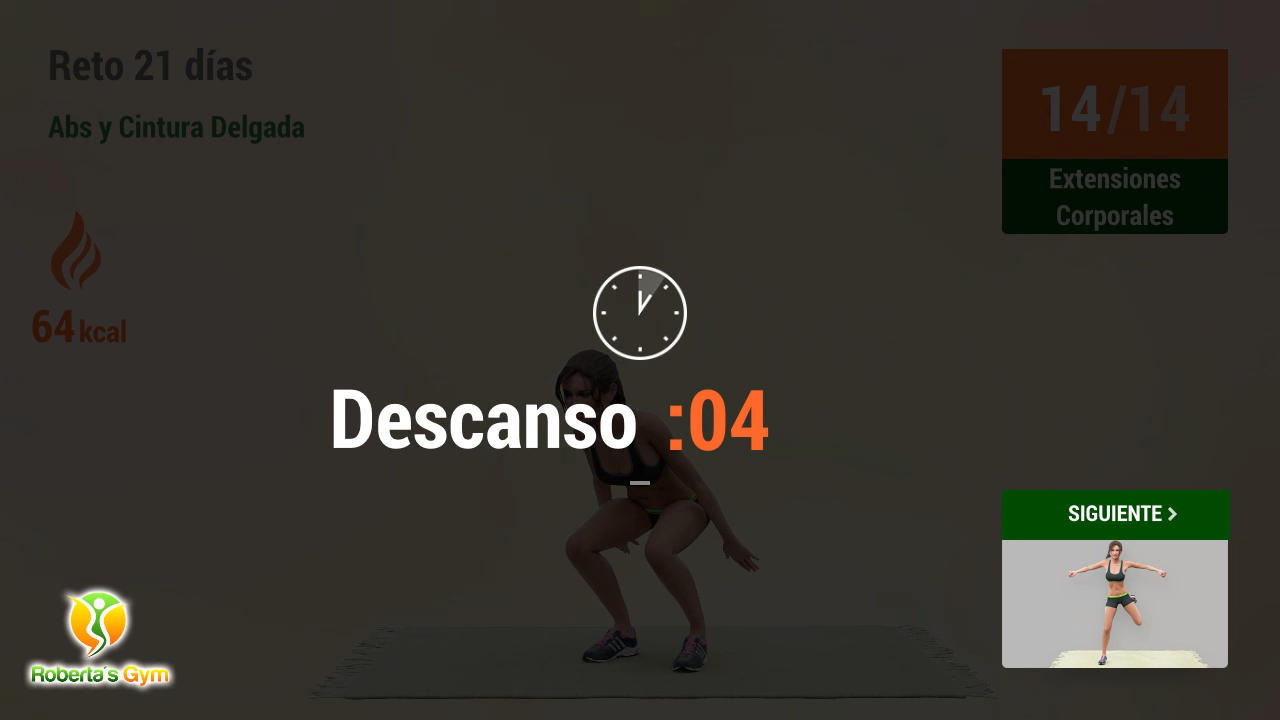 Reto 21 días
Abs y Cintura Delgada
14/14
Extensiones
Corporales
64 kcal
Descanso :04
SIGUIENTE >
Roberta´s Gym